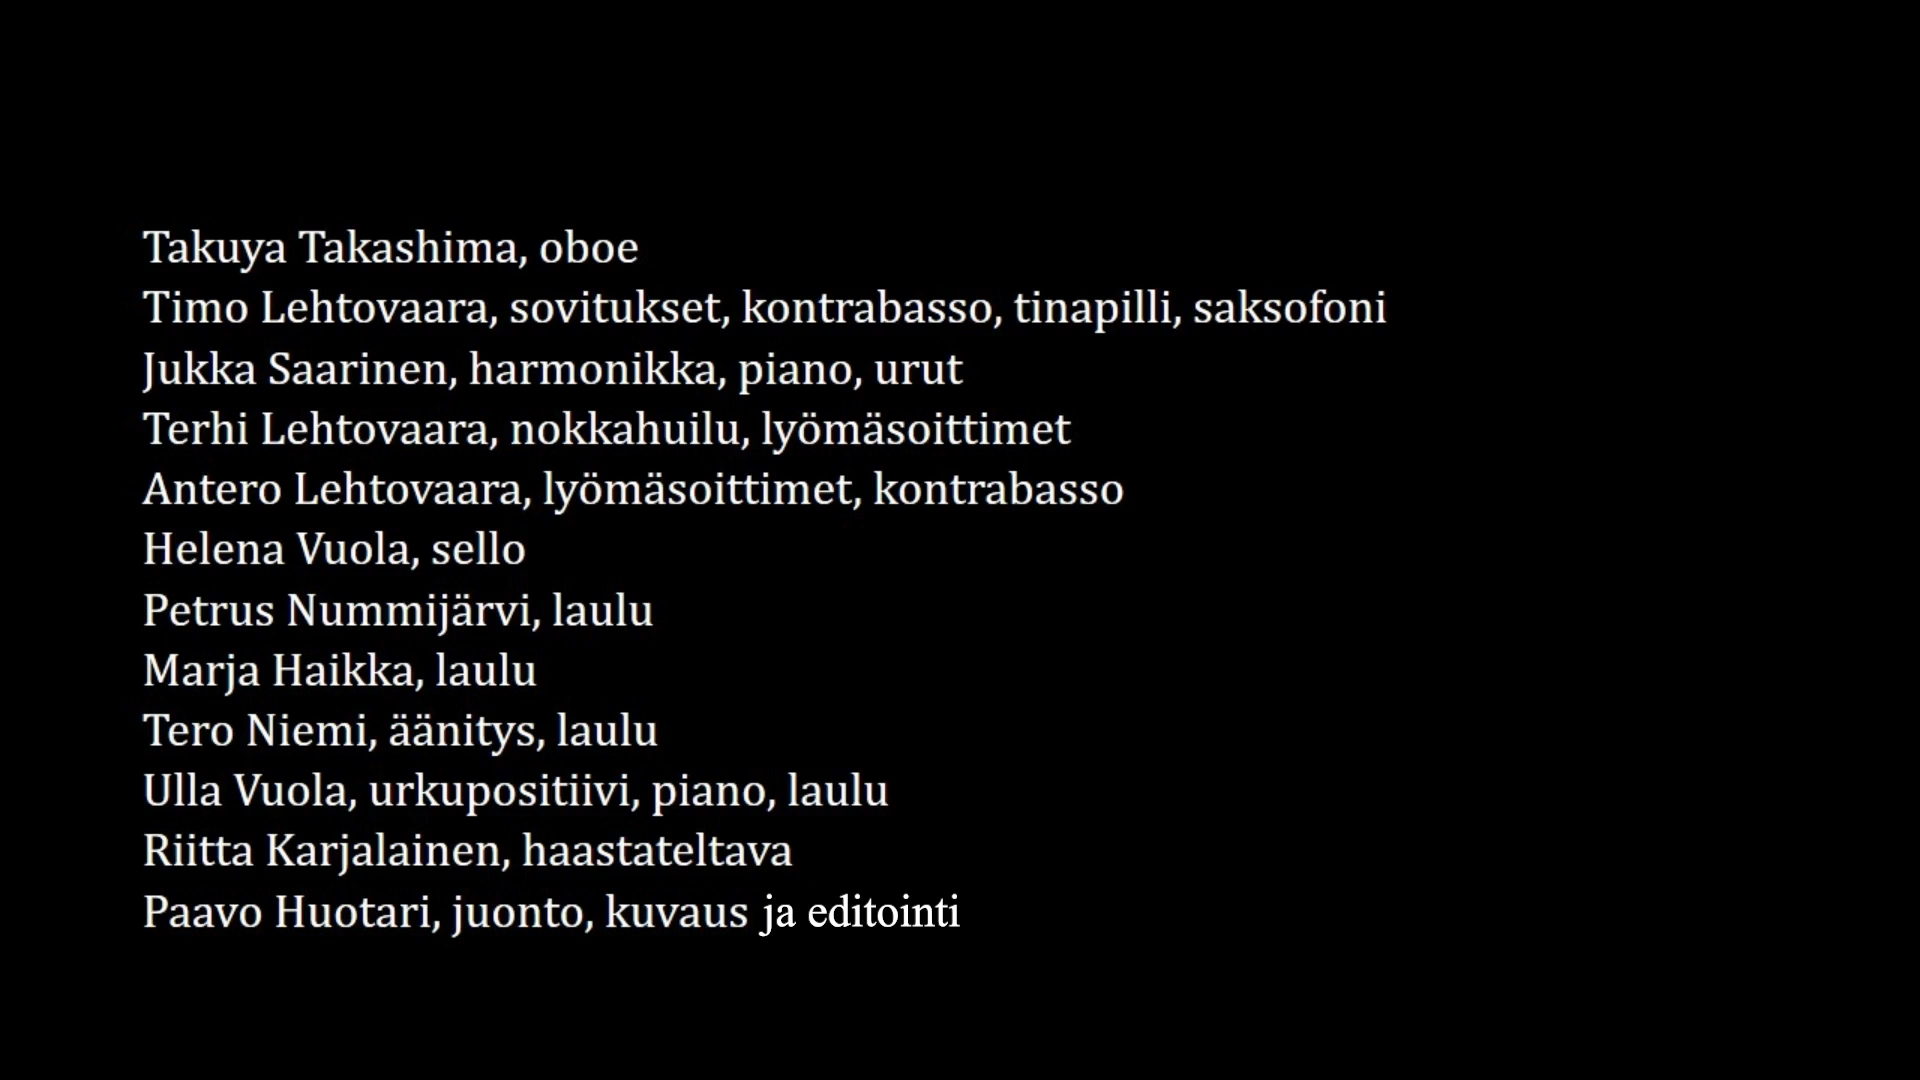 Takuya Takashima, oboe
Timo Lehtovaara, sovitukset, kontrabasso, tinapilli, saksofoni
Jukka Saarinen, harmonikka, piano, urut
Terhi Lehtovaara, nokkahuilu, lyömäsoittimet
Antero Lehtovaara, lyömäsoittimet, kontrabasso
Helena Vuola, sello
Petrus Nummijärvi, laulu
Marja Haikka, laulu
Tero Niemi, äänitys, laulu
Ulla Vuola, urkupositiivi, piano, laulu
Riitta Karjalainen, haastateltava
Paavo Huotari, juonto, kuvaus ja editointi